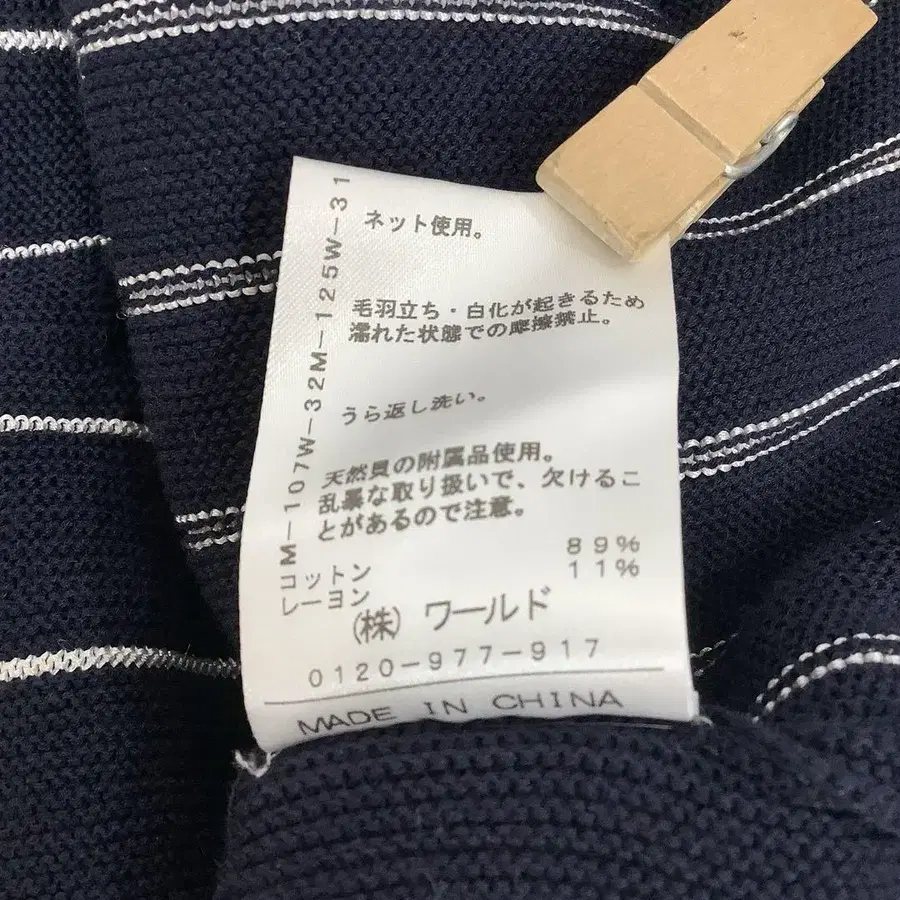 M-107W-32M-125W-31
ネット使用。
毛羽立ち・白化が起きるため
濡れた状態での摩擦禁止。
うら返し洗い。
天然貝の附属品使用。
乱暴な取り扱いで、欠けるこ
とがあるので注意。
コットン 89%
レーヨン 11%
(株) ワールド
0120-977-917
MADE IN CHINA